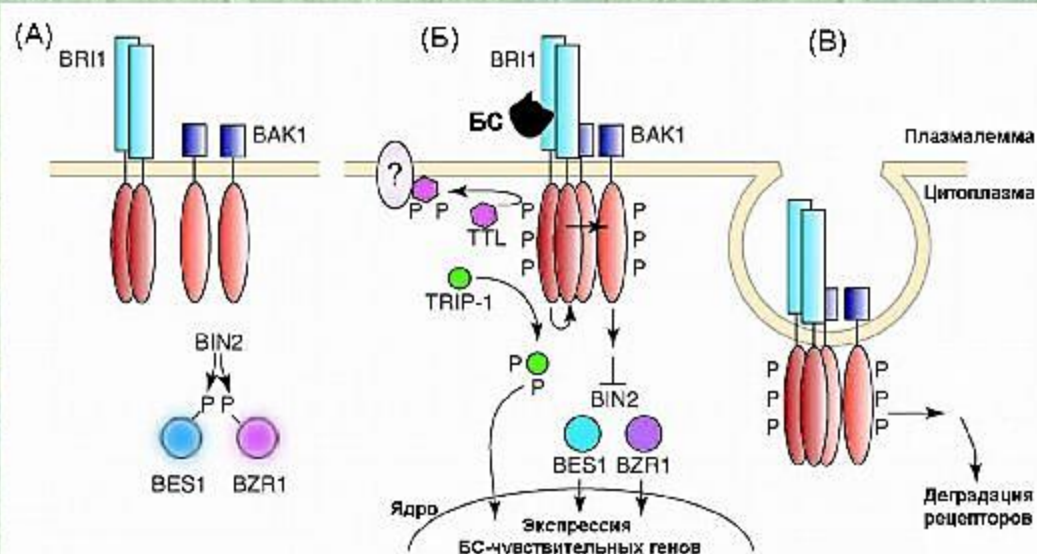 (А)
BRI1
BAK1
BIN2
P P
BES1 BZR1
(Б)
BRI1
БС
BAK1
?
P P
TTL
P
P
P
P
P
P
TRIP-1
P
P
BIN2
BES1 BZR1
Ядро
Экспрессия
БС-чувствительных генов
(В)
Плазмалемма
Цитоплазма
P
P
P
P
P
P
Деградация
рецепторов